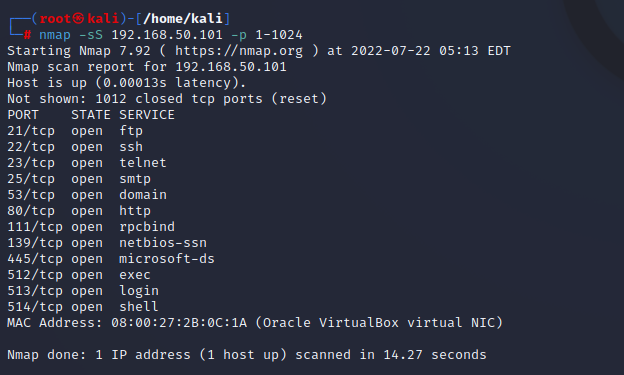 ┌──(root㉿kali)-[/home/kali]
└─# nmap -sS 192.168.50.101 -p 1-1024
Starting Nmap 7.92 ( https://nmap.org ) at 2022-07-22 05:13 EDT
Nmap scan report for 192.168.50.101
Host is up (0.00013s latency).
Not shown: 1012 closed tcp ports (reset)
PORT    STATE SERVICE
21/tcp  open  ftp
22/tcp  open  ssh
23/tcp  open  telnet
25/tcp  open  smtp
53/tcp  open  domain
80/tcp  open  http
111/tcp open  rpcbind
139/tcp open  netbios-ssn
445/tcp open  microsoft-ds
512/tcp open  exec
513/tcp open  login
514/tcp open  shell
MAC Address: 08:00:27:2B:0C:1A (Oracle VirtualBox virtual NIC)
Nmap done: 1 IP address (1 host up) scanned in 14.27 seconds